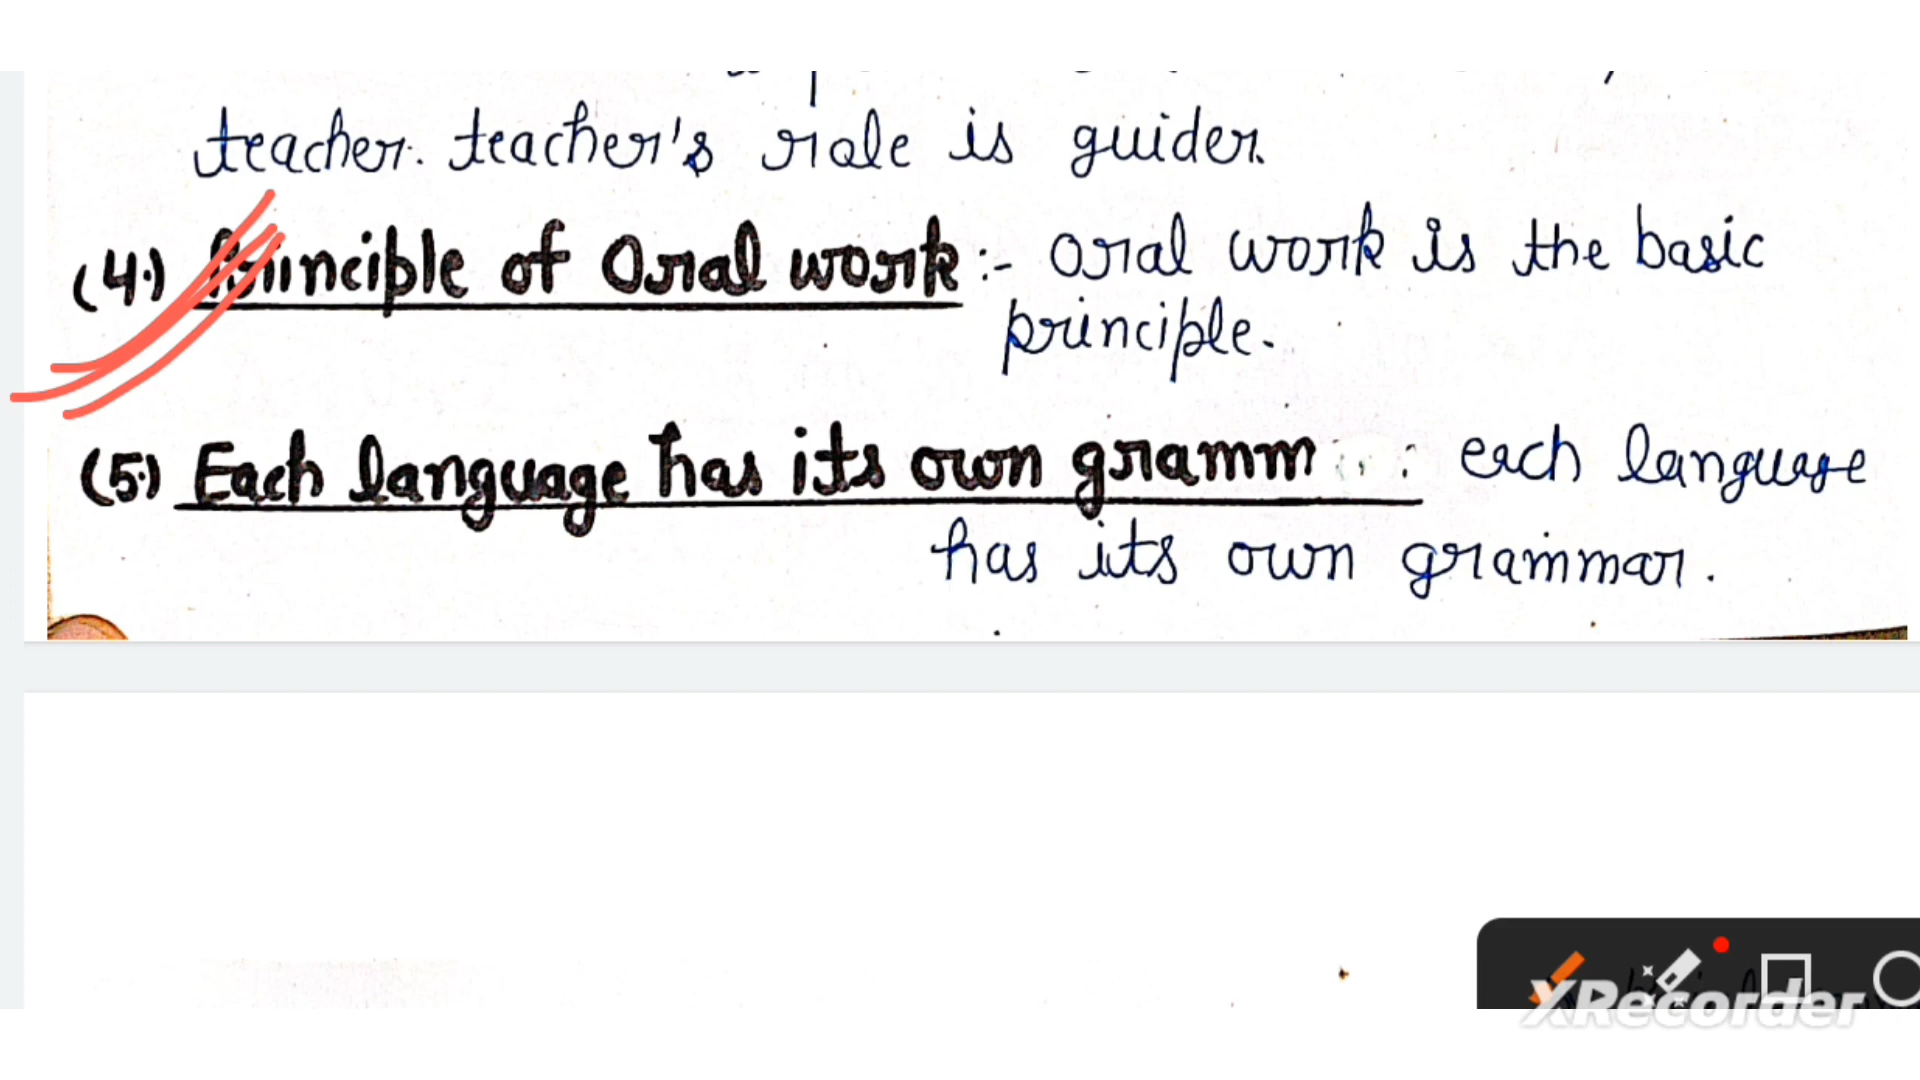 teacher. teacher's role is guider.
(4.) Principle of Oral work :- Oral work is the basic
principle.
(5.) Each language has its own gramm : each language
has its own grammar.
XRecorder